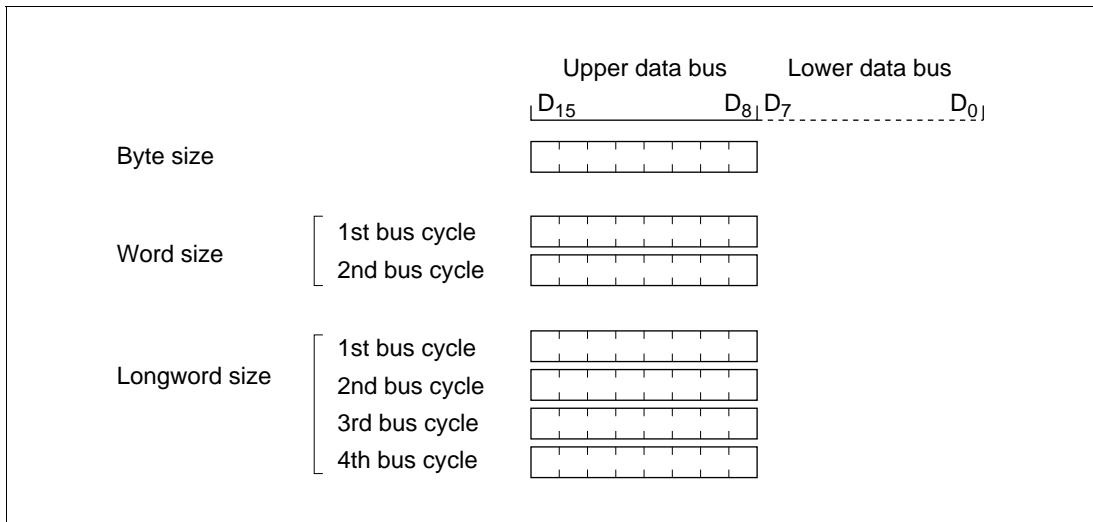 Upper data bus Lower data bus
D15 D8 D7 D0
Byte size
1st bus cycle
Word size
2nd bus cycle
1st bus cycle
Longword size
2nd bus cycle
3rd bus cycle
4th bus cycle